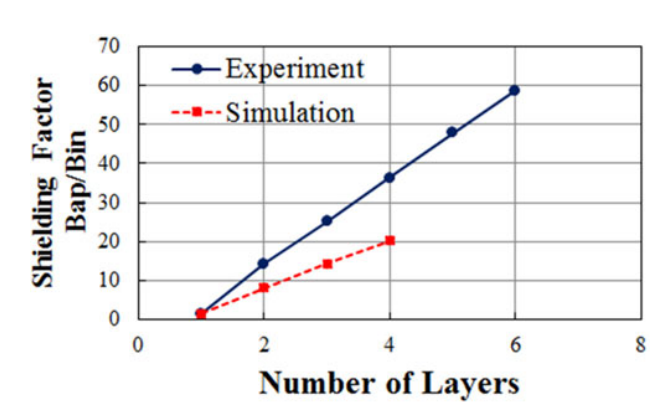 70
60
50
40
30
20
10
0
Experiment
Simulation
Shielding Factor
Bap/Bin
0 2 4 6 8
Number of Layers